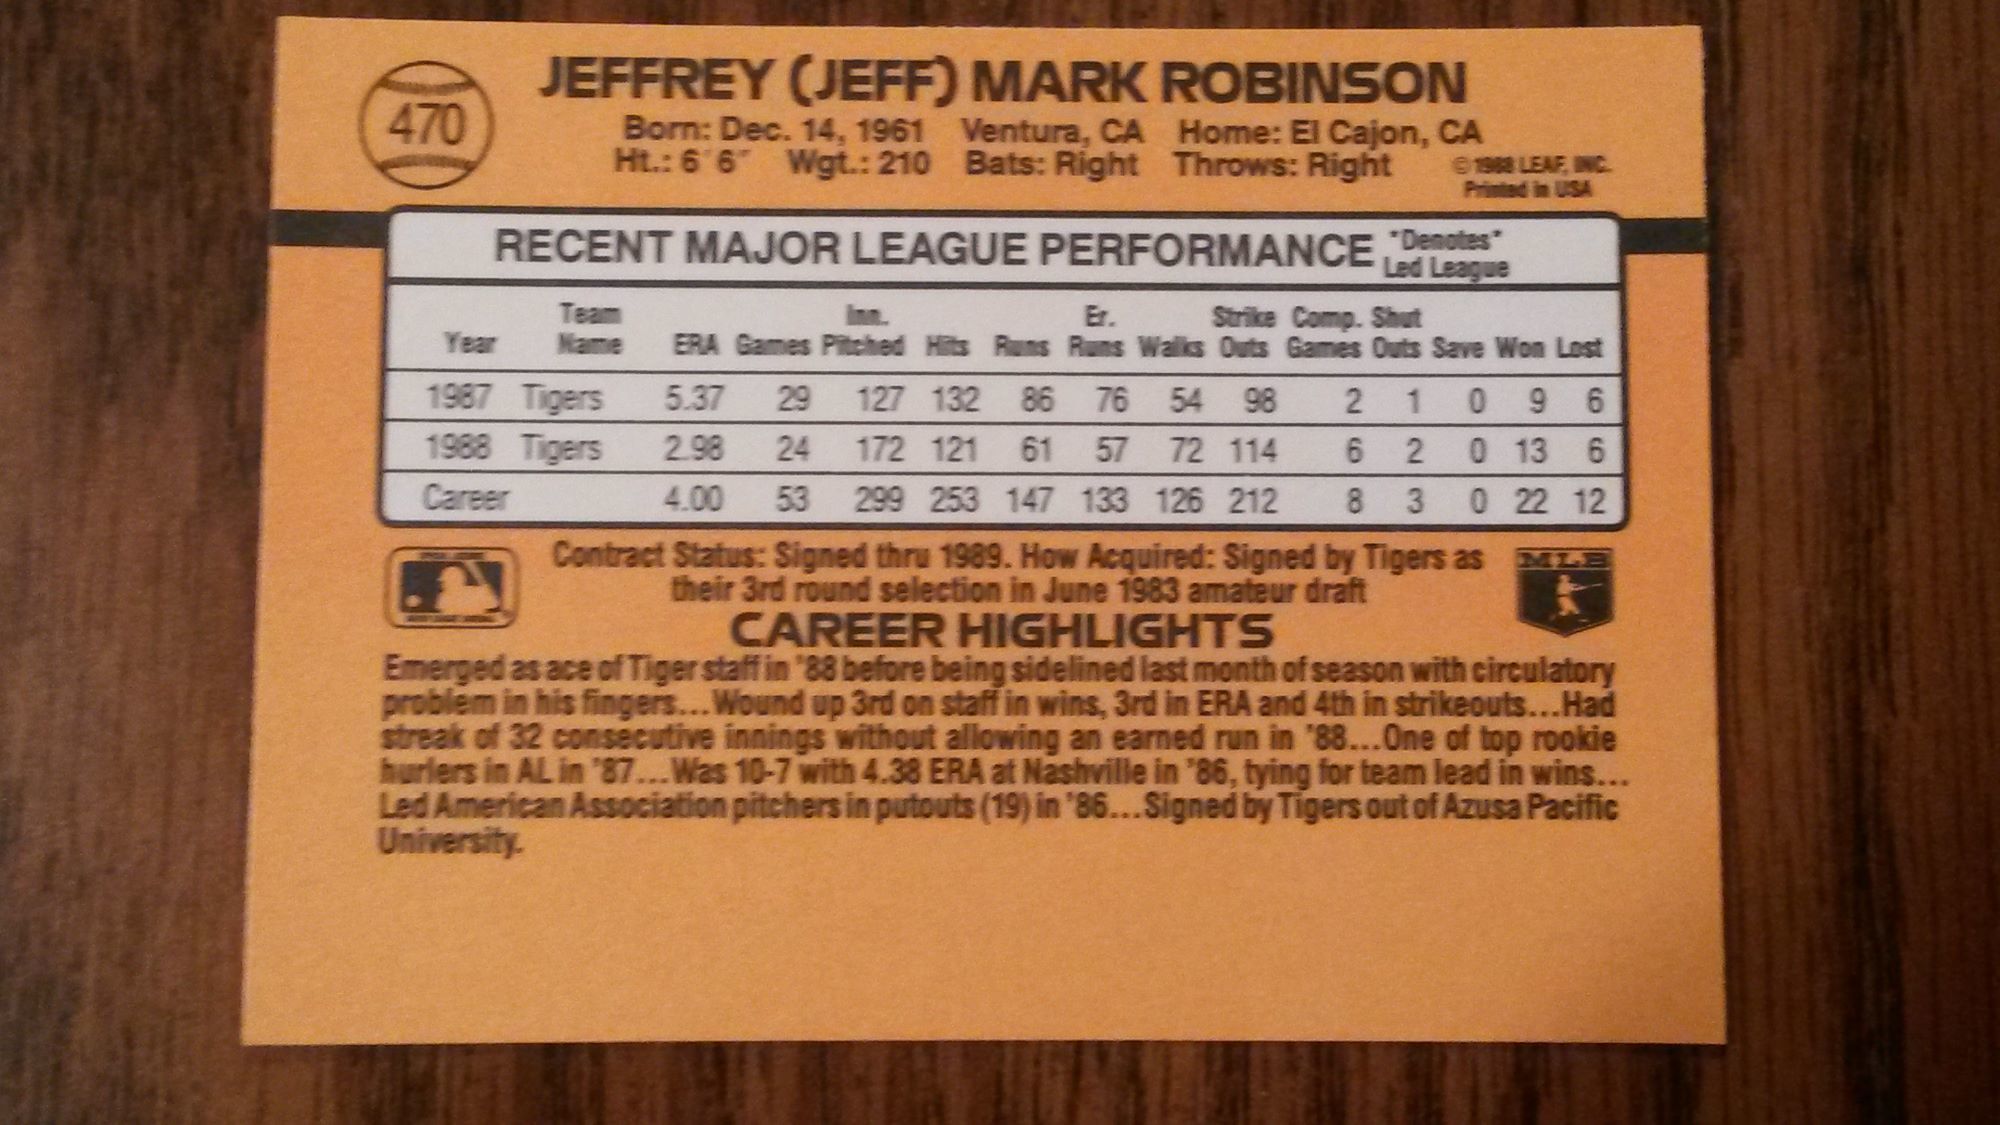 470
JEFFREY (JEFF) MARK ROBINSON
Born: Dec. 14, 1961 Ventura, CA Home: El Cajon, CA
Ht.: 6' 6" Wgt.: 210 Bats: Right Throws: Right
© 1988 LEAF, INC.
Printed in USA
RECENT MAJOR LEAGUE PERFORMANCE
"Denotes"
Led League
Year Team Name ERA Games Inn. Pitched Hits Runs Er. Runs Walks Strike Outs Comp. Games Shut Outs Save Won Lost
1987 Tigers 5.37 29 127 132 86 76 54 98 2 1 0 9 6
1988 Tigers 2.98 24 172 121 61 57 72 114 6 2 0 13 6
Career 4.00 53 299 253 147 133 126 212 8 3 0 22 12
Contract Status: Signed thru 1989. How Acquired: Signed by Tigers as
their 3rd round selection in June 1983 amateur draft
MLB
CAREER HIGHLIGHTS
Emerged as ace of Tiger staff in '88 before being sidelined last month of season with circulatory
problem in his fingers...Wound up 3rd on staff in wins, 3rd in ERA and 4th in strikeouts...Had
streak of 32 consecutive innings without allowing an earned run in '88...One of top rookie
hurlers in AL in '87...Was 10-7 with 4.38 ERA at Nashville in '86, tying for team lead in wins...
Led American Association pitchers in putouts (19) in '86...Signed by Tigers out of Azusa Pacific
University.